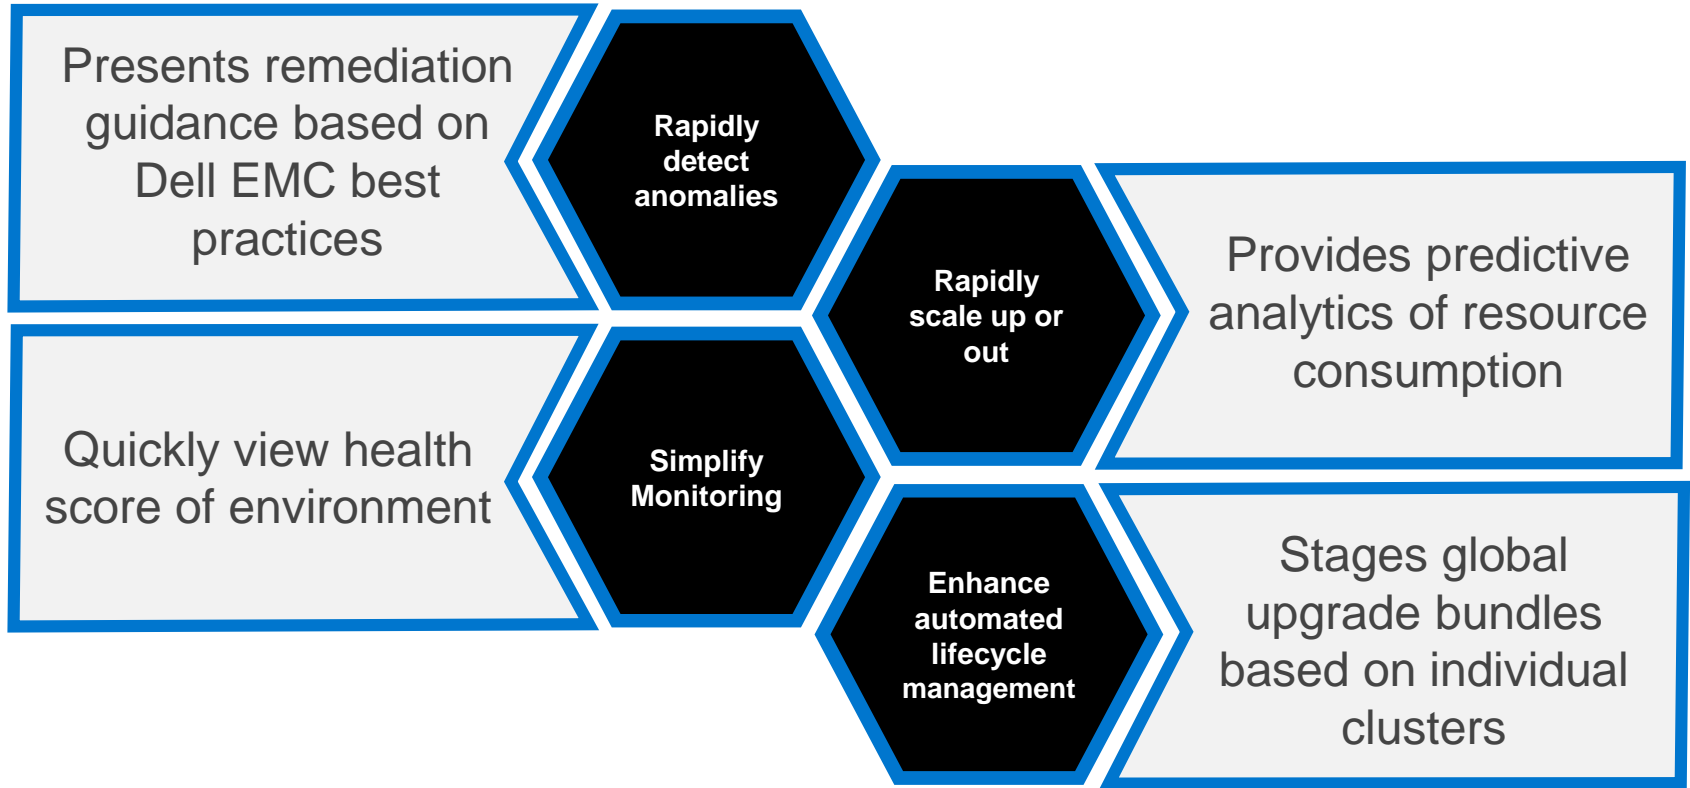 Presents remediation
guidance based on
Dell EMC best
practices
Rapidly
detect
anomalies
Rapidly
scale up or
out
Provides predictive
analytics of resource
consumption
Quickly view health
score of environment
Simplify
Monitoring
Enhance
automated
lifecycle
management
Stages global
upgrade bundles
based on individual
clusters